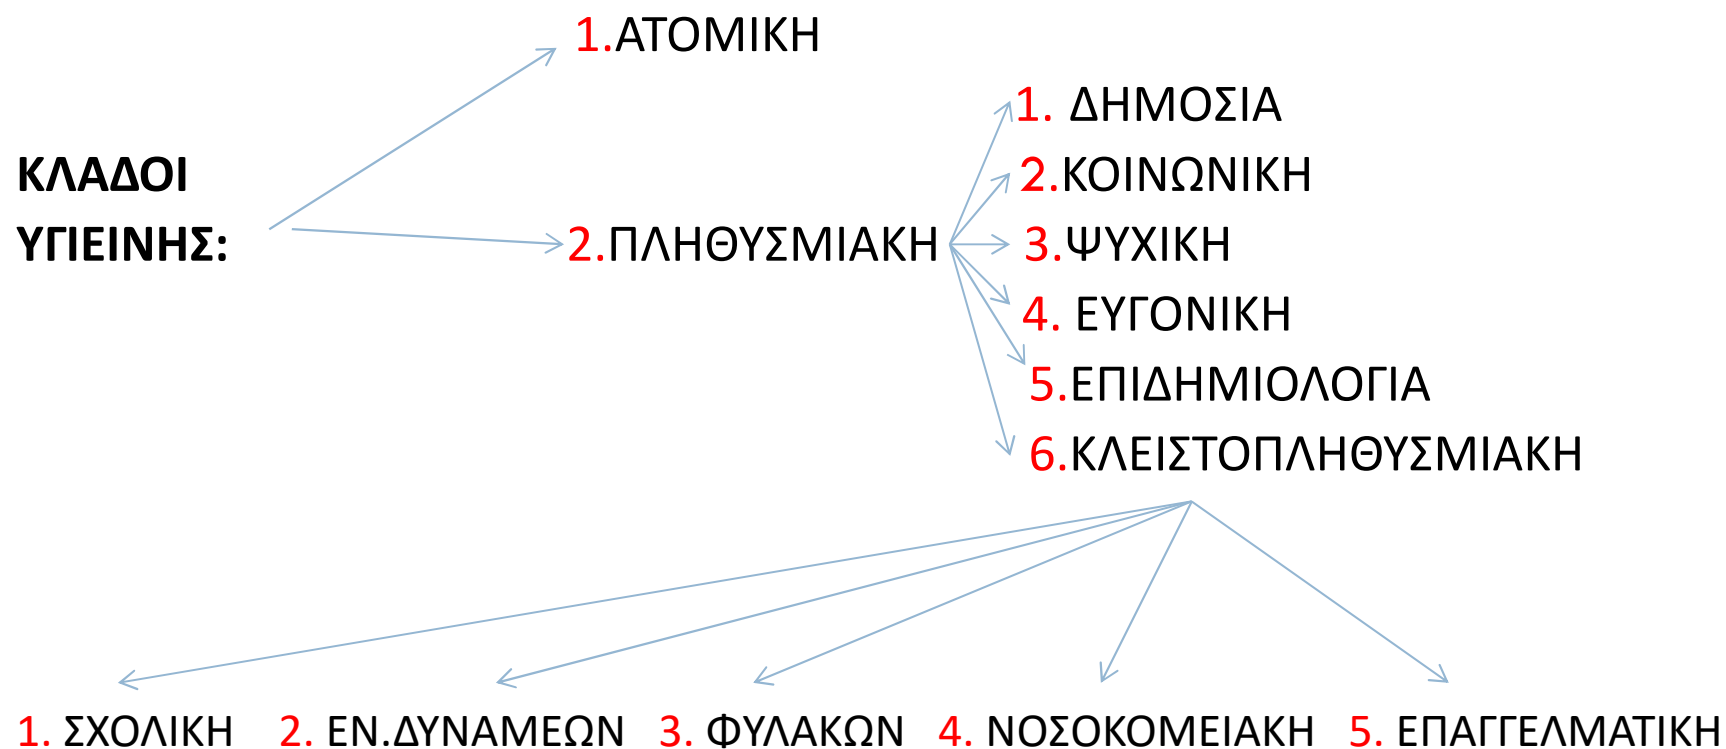 1.ΑΤΟΜΙΚΗ
1. ΔΗΜΟΣΙΑ
ΚΛΑΔΟΙ 2.ΚΟΙΝΩΝΙΚΗ
ΥΓΙΕΙΝΗΣ: 2.ΠΛΗΘΥΣΜΙΑΚΗ 3.ΨΥΧΙΚΗ
4. ΕΥΓΟΝΙΚΗ
5.ΕΠΙΔΗΜΙΟΛΟΓΙΑ
6.ΚΛΕΙΣΤΟΠΛΗΘΥΣΜΙΑΚΗ
1. ΣΧΟΛΙΚΗ 2. ΕΝ.ΔΥΝΑΜΕΩΝ 3. ΦΥΛΑΚΩΝ 4. ΝΟΣΟΚΟΜΕΙΑΚΗ 5. ΕΠΑΓΓΕΛΜΑΤΙΚΗ